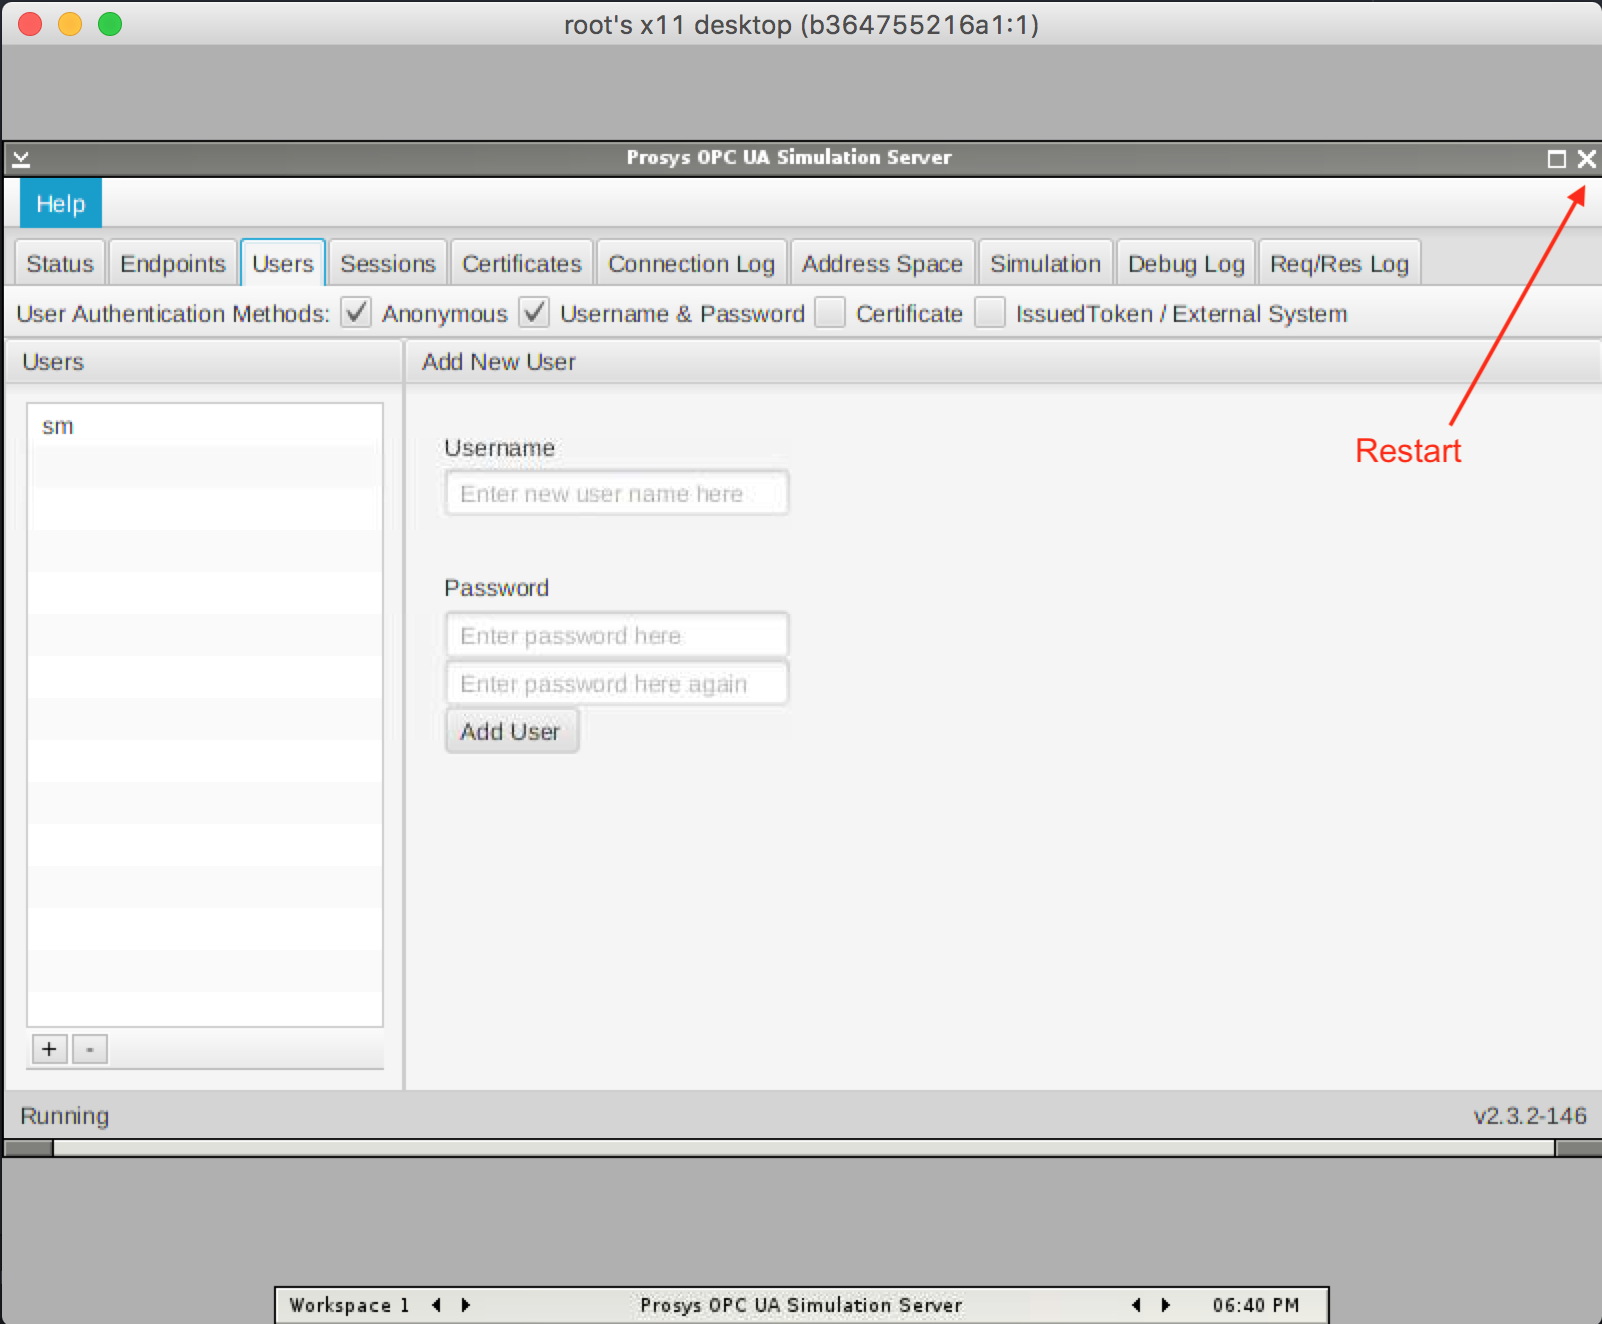 root's x11 desktop (b364755216a1:1)
Prosys OPC UA Simulation Server
Help
Status Endpoints Users Sessions Certificates Connection Log Address Space Simulation Debug Log Req/Res Log
User Authentication Methods: Anonymous Username & Password Certificate IssuedToken / External System
Users
Add New User
sm
Username
Enter new user name here
Restart
Password
Enter password here
Enter password here again
Add User
+ -
Running
v2.3.2-146
Workspace 1 Prosys OPC UA Simulation Server 06:40 PM